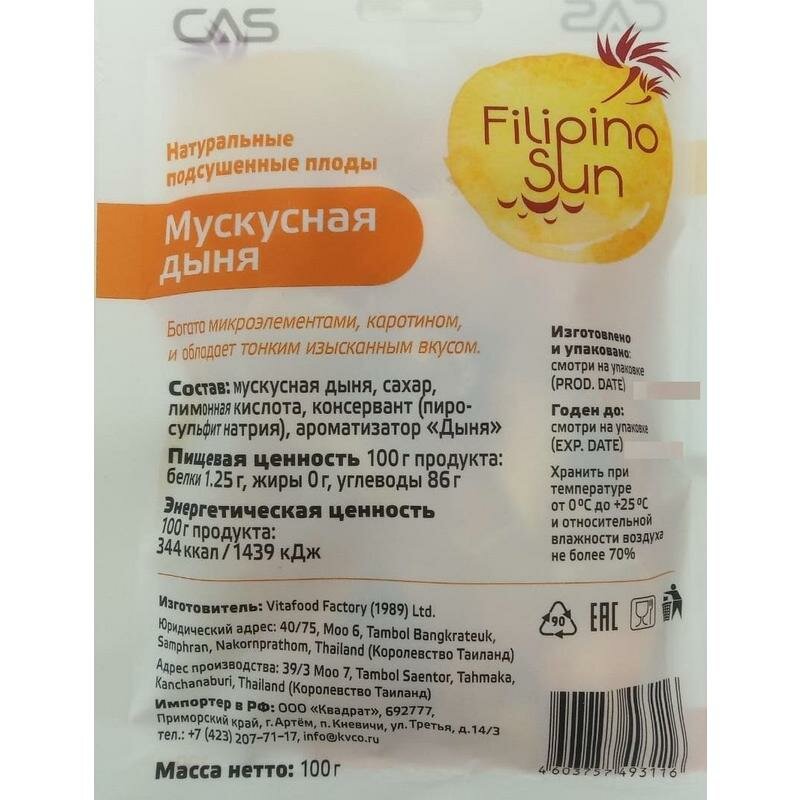 CAS
Filipino
Sun
Натуральные
подсушенные плоды
Мускусная
дыня
Богата микроэлементами, каротином,
и обладает тонким изысканным вкусом.
Состав: мускусная дыня, сахар,
лимонная кислота, консервант (пиро-
сульфит натрия), ароматизатор «Дыня»
Пищевая ценность 100 г продукта:
белки 1.25 г, жиры 0 г, углеводы 86 г
Энергетическая ценность
100 г продукта:
344 ккал / 1439 кДж
Изготовлено
и упаковано:
смотри на упаковке
(PROD. DATE)
Годен до:
смотри на упаковке
(EXP. DATE)
Хранить при
температуре
от 0 ºC до +25 ºC
и относительной
влажности воздуха
не более 70%
Изготовитель: Vitafood Factory (1989) Ltd.
Юридический адрес: 40/75, Moo 6, Tambol Bangkrateuk,
Samphran, Nakornprathom, Thailand (Королевство Таиланд)
Адрес производства: 39/3 Moo 7, Tambol Saentor, Tahmaka,
Kanchanaburi, Thailand (Королевство Таиланд)
Импортер в РФ: ООО «Квадрат», 692777,
Приморский край, г. Артём, п. Кневичи, ул. Третья, д.14/3
тел.: +7 (423) 207-71-17, info@kvco.ru
Масса нетто: 100 г
90
EAC
4603757493116